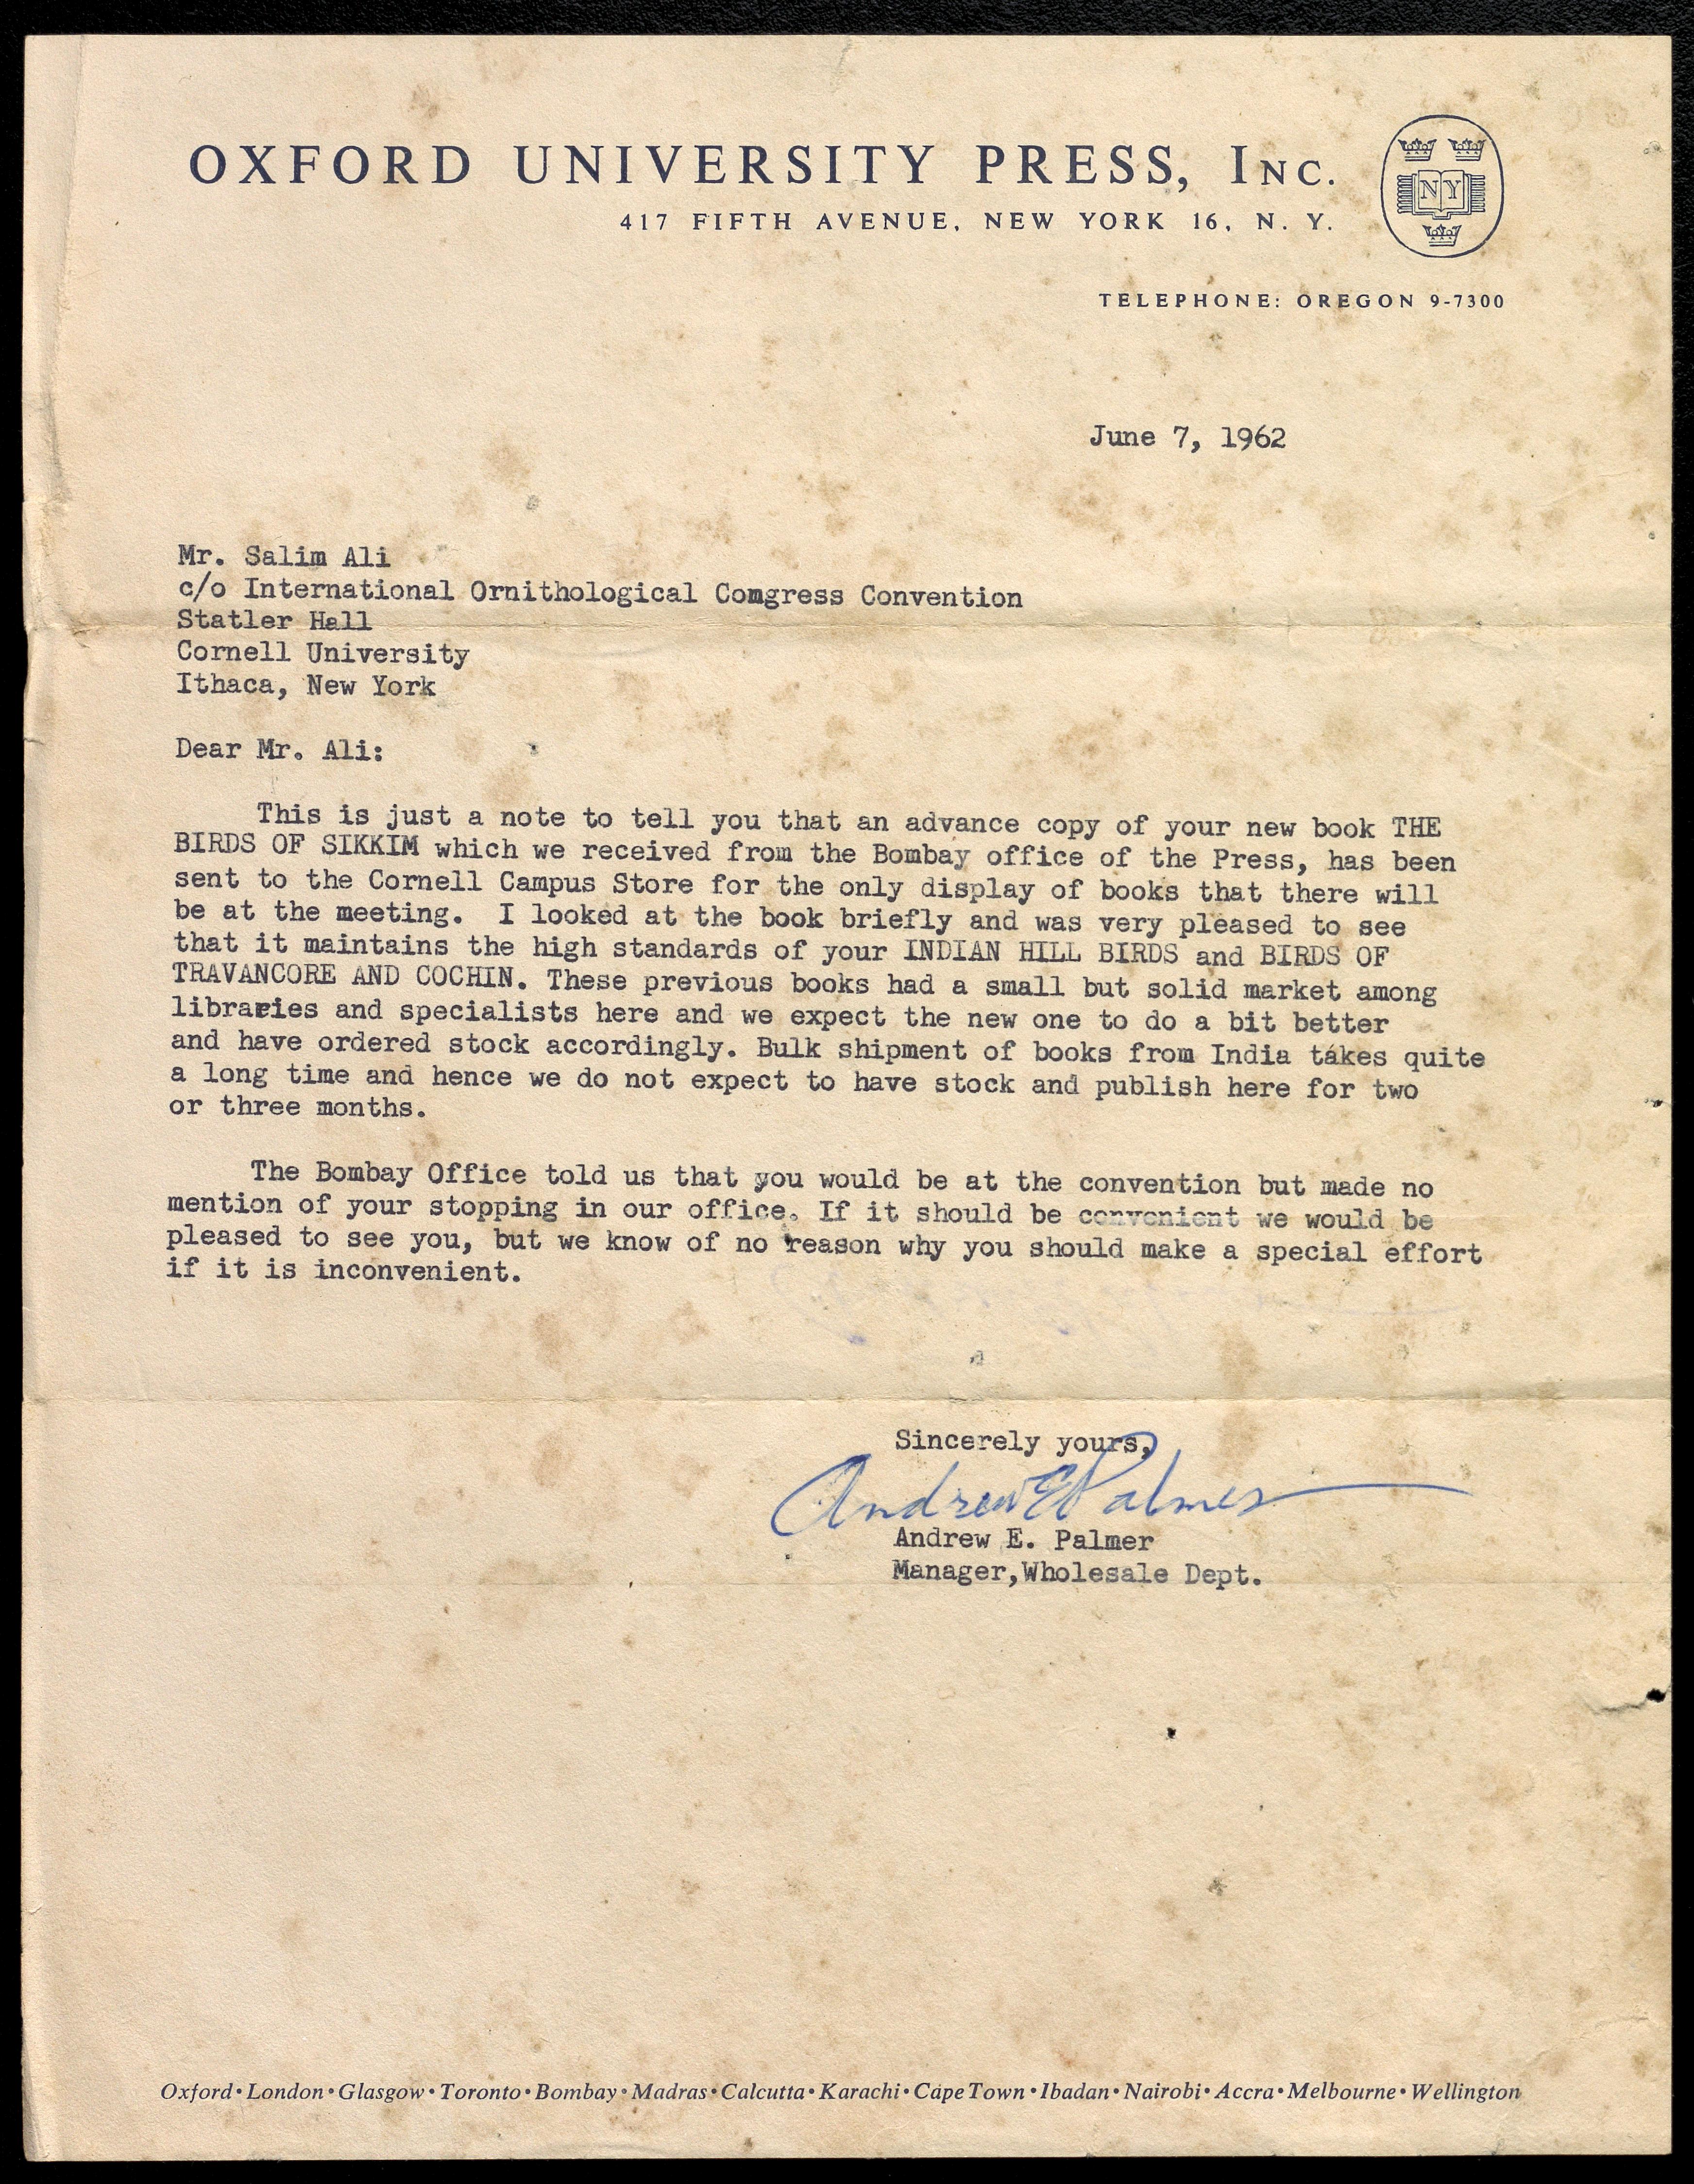 OXFORD UNIVERSITY PRESS, INC.
417 FIFTH AVENUE, NEW YORK 16, N. Y.
NY
TELEPHONE: OREGON 9-7300
June 7, 1962
Mr. Salim Ali
c/o International Ornithological Congress Convention
Statler Hall
Cornell University
Ithaca, New York
Dear Mr. Ali:
This is just a note to tell you that an advance copy of your new book THE
BIRDS OF SIKKIM which we received from the Bombay office of the Press, has been
sent to the Cornell Campus Store for the only display of books that there will
be at the meeting. I looked at the book briefly and was very pleased to see
that it maintains the high standards of your INDIAN HILL BIRDS and BIRDS OF
TRAVANCORE AND COCHIN. These previous books had a small but solid market among
libraries and specialists here and we expect the new one to do a bit better
and have ordered stock accordingly. Bulk shipment of books from India takes quite
a long time and hence we do not expect to have stock and publish here for two
or three months.
The Bombay Office told us that you would be at the convention but made no
mention of your stopping in our office. If it should be convenient we would be
pleased to see you, but we know of no reason why you should make a special effort
if it is inconvenient.
Sincerely yours,
Andrew E Palmer
Andrew E. Palmer
Manager,Wholesale Dept.
Oxford • London • Glasgow • Toronto • Bombay • Madras • Calcutta • Karachi • Cape Town • Ibadan • Nairobi • Accra • Melbourne • Wellington